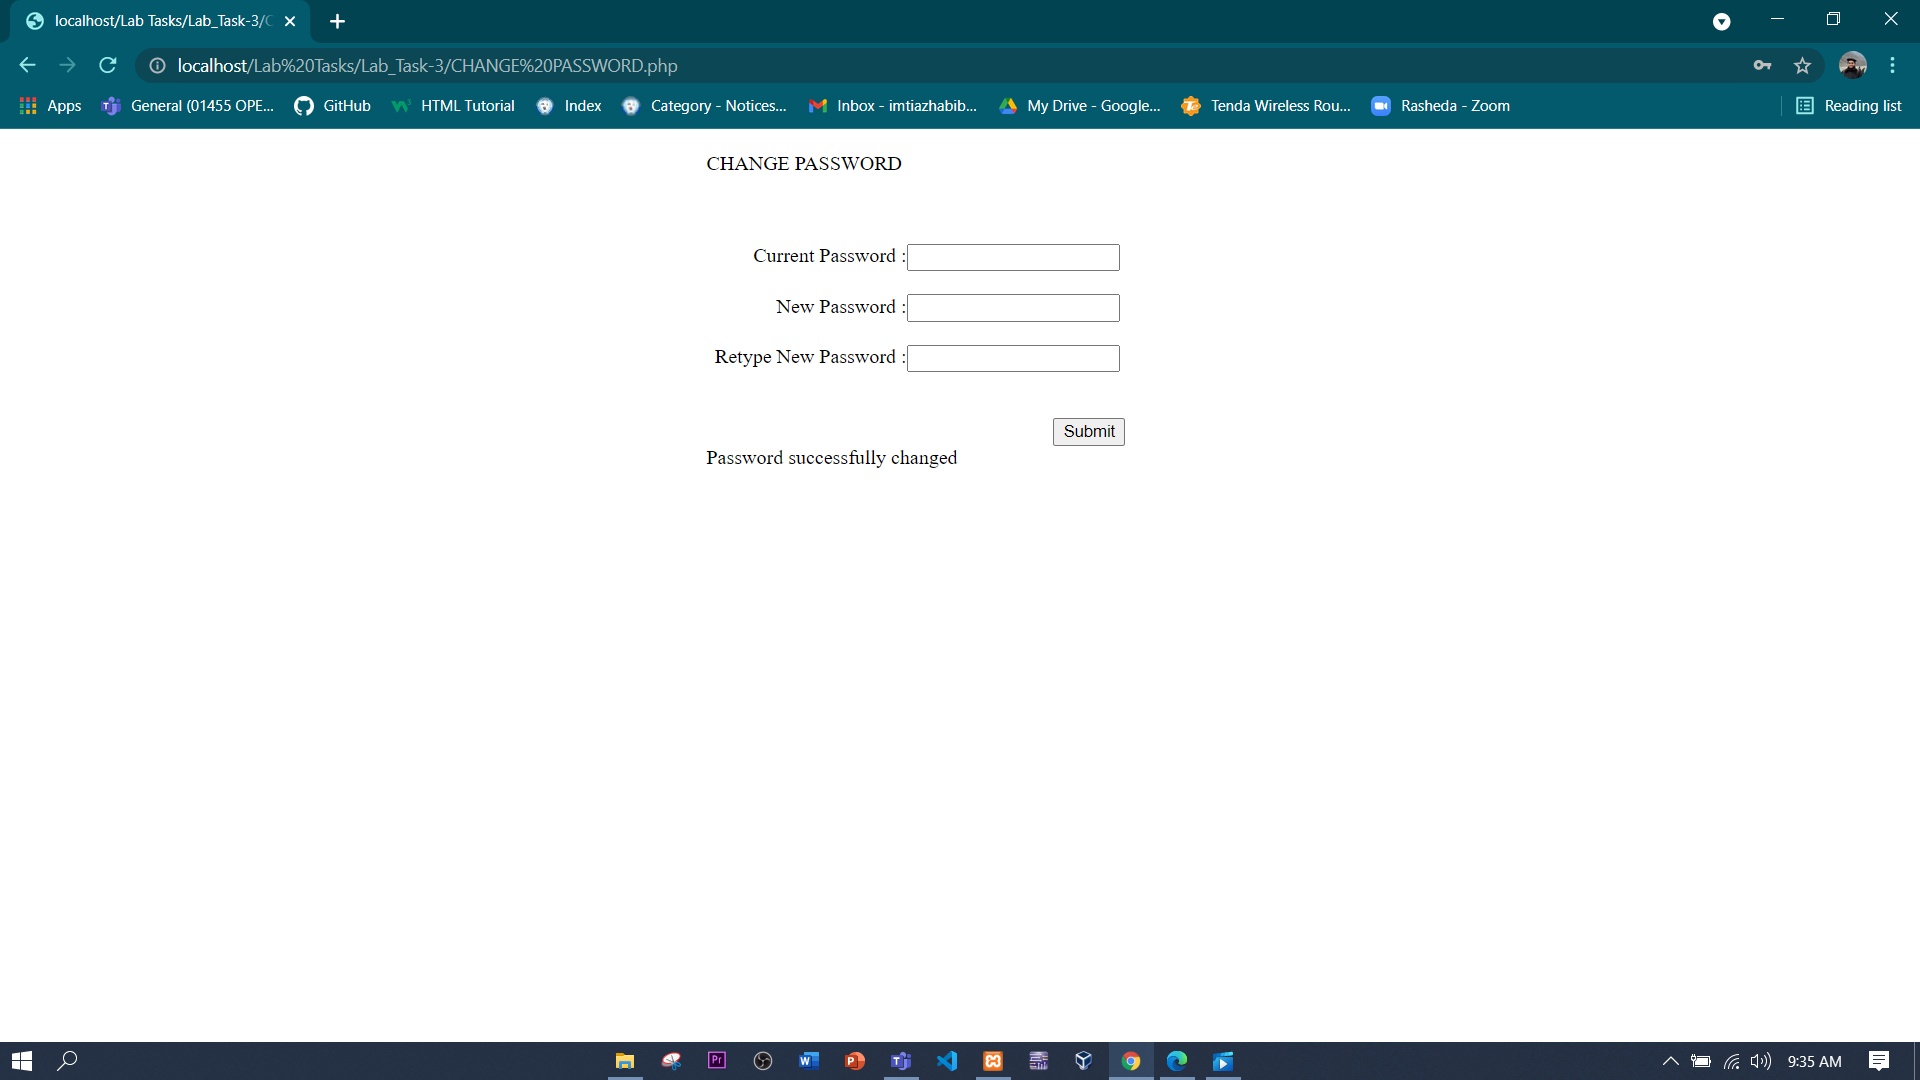 localhost/Lab Tasks/Lab_Task-3/C
localhost/Lab%20Tasks/Lab_Task-3/CHANGE%20PASSWORD.php
Apps General (01455 OPE... GitHub HTML Tutorial Index Category - Notices... Inbox - imtiazhabib... My Drive - Google... Tenda Wireless Rou... Rasheda - Zoom Reading list
CHANGE PASSWORD
Current Password :
New Password :
Retype New Password :
Submit
Password successfully changed
9:35 AM